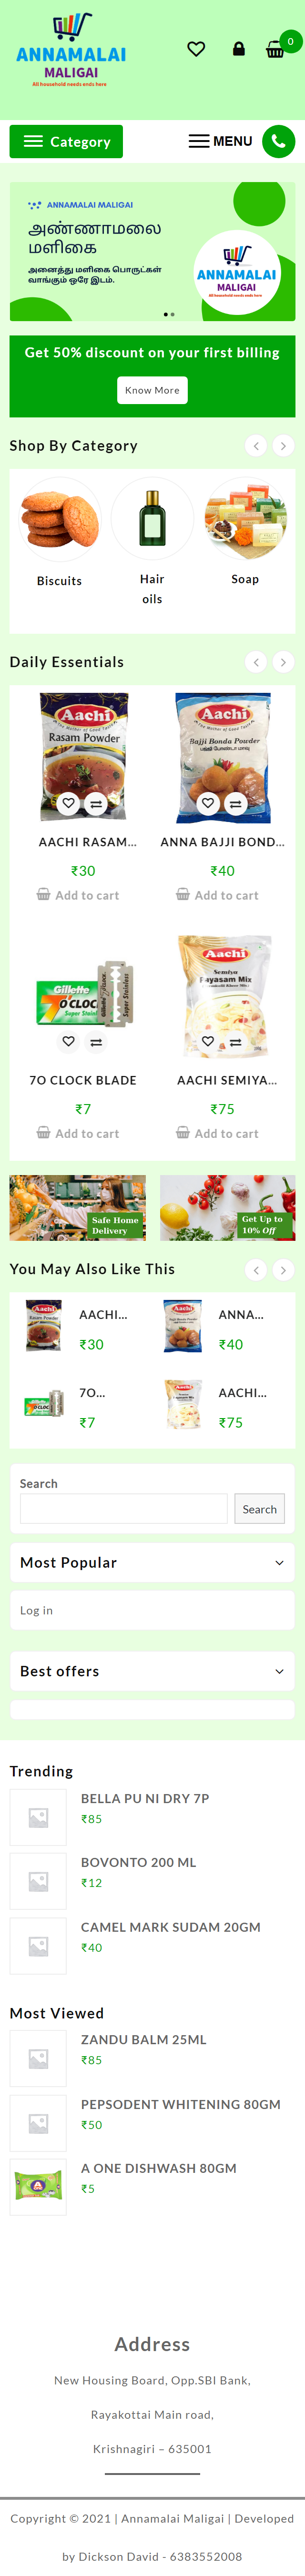 ANNAMALAI
MALIGAI
All household needs ends here
0
Category
MENU
ANNAMALAI MALIGAI
அண்ணாமலை
மளிகை
அனைத்து மளிகை பொருட்கள்
வாங்கும் ஒரே இடம்.
ANNAMALAI
MALIGAI
All household needs ends here
Get 50% discount on your first billing
Know More
Shop By Category
Biscuits
Hair
oils
Soap
Daily Essentials
Aachi
Rasam Powder
Aachi
Bajji Bonda Powder
AACHI RASAM...
ANNA BAJJI BOND...
₹30
₹40
Add to cart
Add to cart
Gillette
7 O'CLOCK
Super Stainless
Aachi
Semiya
Payasam Mix
7O CLOCK BLADE
AACHI SEMIYA...
₹7
₹75
Add to cart
Add to cart
Safe Home
Delivery
Get Up to
10% Off
You May Also Like This
AACHI...
₹30
ANNA...
₹40
7O...
₹7
AACHI...
₹75
Search
Search
Most Popular
Log in
Best offers
Trending
BELLA PU NI DRY 7P
₹85
BOVONTO 200 ML
₹12
CAMEL MARK SUDAM 20GM
₹40
Most Viewed
ZANDU BALM 25ML
₹85
PEPSODENT WHITENING 80GM
₹50
A ONE DISHWASH 80GM
₹5
Address
New Housing Board, Opp.SBI Bank,
Rayakottai Main road,
Krishnagiri – 635001
Copyright © 2021 | Annamalai Maligai | Developed
by Dickson David - 6383552008